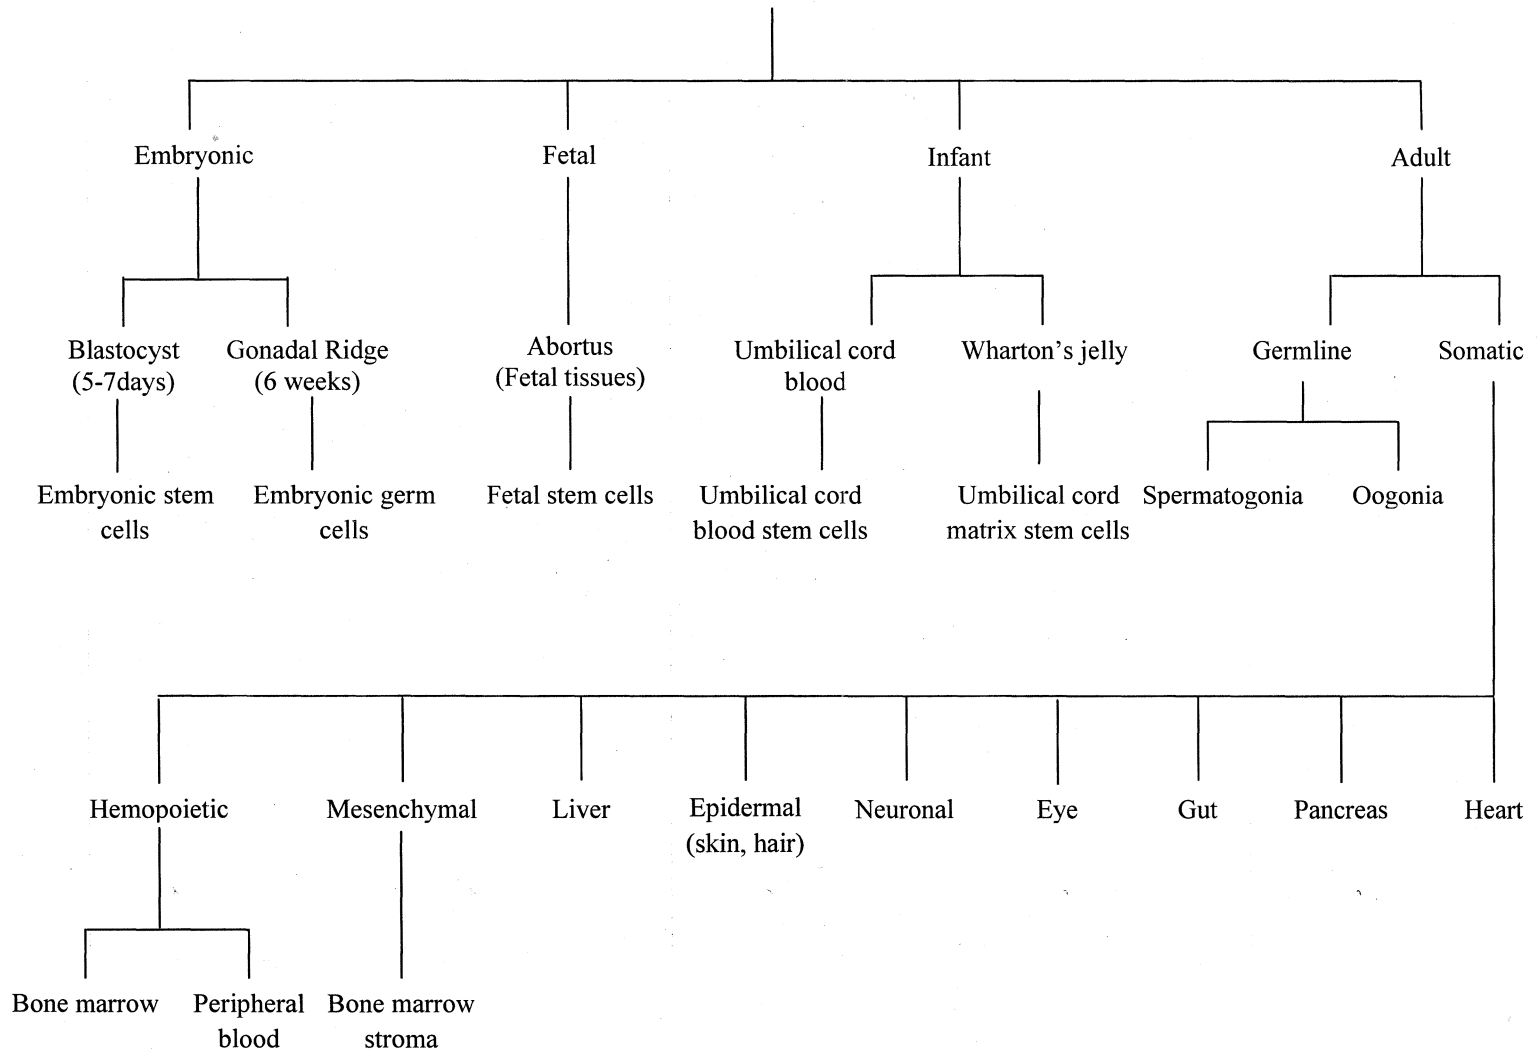 Embryonic
Fetal
Infant
Adult
Blastocyst
(5-7days)
Gonadal Ridge
(6 weeks)
Abortus
(Fetal tissues)
Umbilical cord
blood
Wharton's jelly
Germline
Somatic
Embryonic stem
cells
Embryonic germ
cells
Fetal stem cells
Umbilical cord
blood stem cells
Umbilical cord
matrix stem cells
Spermatogonia
Oogonia
Hemopoietic
Mesenchymal
Liver
Epidermal
(skin, hair)
Neuronal
Eye
Gut
Pancreas
Heart
Bone marrow
Peripheral
blood
Bone marrow
stroma